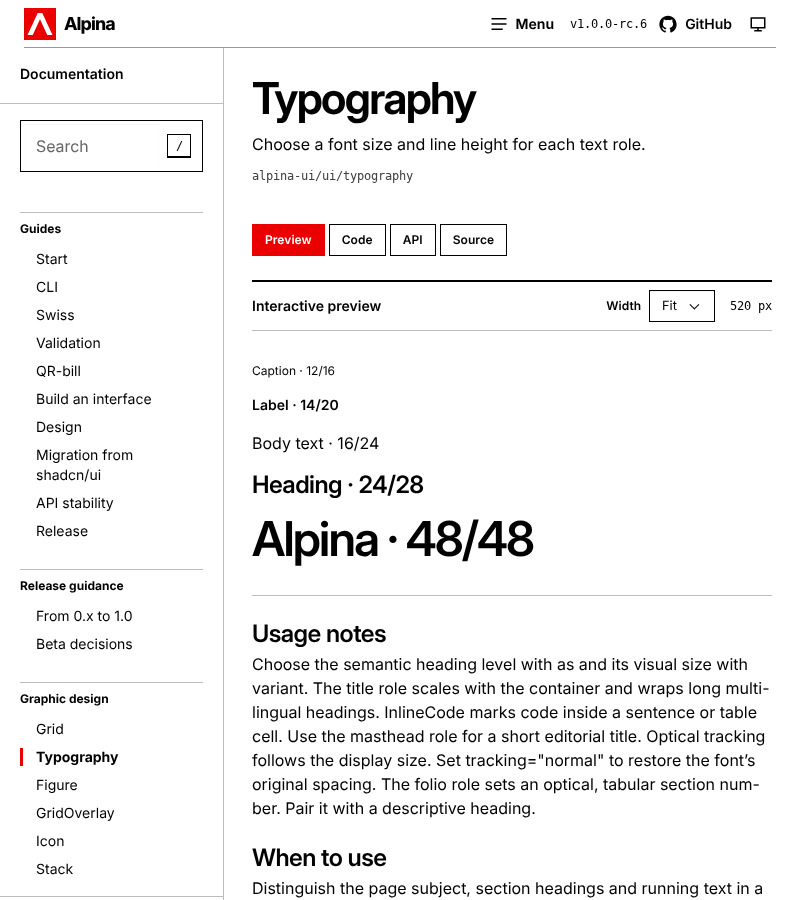 Alpina
Menu
v1.0.0-rc.6
GitHub
Documentation
Search
/
Guides
Start
CLI
Swiss
Validation
QR-bill
Build an interface
Design
Migration from
shadcn/ui
API stability
Release
Release guidance
From 0.x to 1.0
Beta decisions
Graphic design
Grid
Typography
Figure
GridOverlay
Icon
Stack
Typography
Choose a font size and line height for each text role.
alpina-ui/ui/typography
Preview
Code
API
Source
Interactive preview
Width
Fit
520 px
Caption · 12/16
Label · 14/20
Body text · 16/24
Heading · 24/28
Alpina · 48/48
Usage notes
Choose the semantic heading level with as and its visual size with
variant. The title role scales with the container and wraps long multi-
lingual headings. InlineCode marks code inside a sentence or table
cell. Use the masthead role for a short editorial title. Optical tracking
follows the display size. Set tracking="normal" to restore the font’s
original spacing. The folio role sets an optical, tabular section num-
ber. Pair it with a descriptive heading.
When to use
Distinguish the page subject, section headings and running text in a